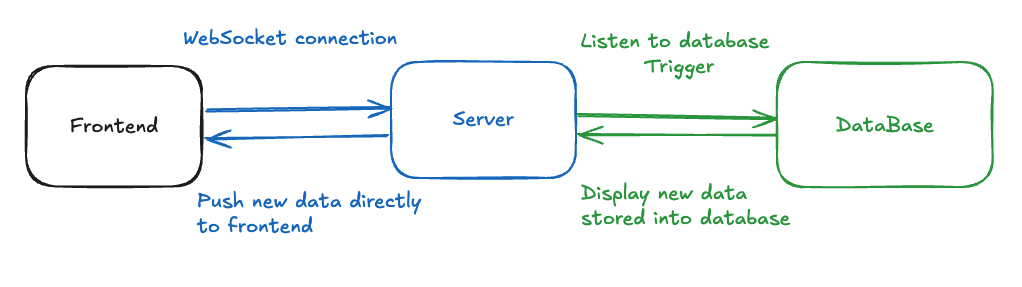 WebSocket connection
Listen to database
Trigger
Frontend
Server
DataBase
Push new data directly
to frontend
Display new data
stored into database